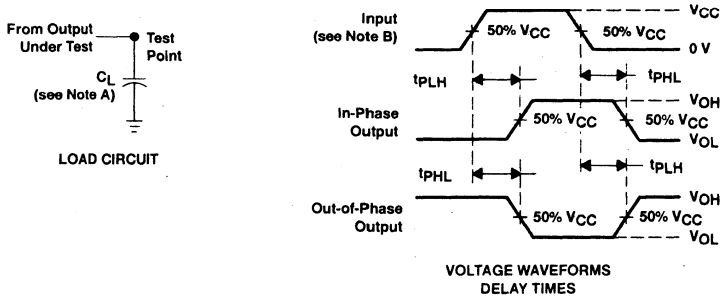 From Output
Under Test
Test
Point
CL
(see Note A)
LOAD CIRCUIT
Input
(see Note B)
50% VCC
50% VCC
VCC
0 V
tPLH
tPHL
In-Phase
Output
50% VCC
50% VCC
VOH
VOL
tPHL
tPLH
Out-of-Phase
Output
50% VCC
50% VCC
VOH
VOL
VOLTAGE WAVEFORMS
DELAY TIMES